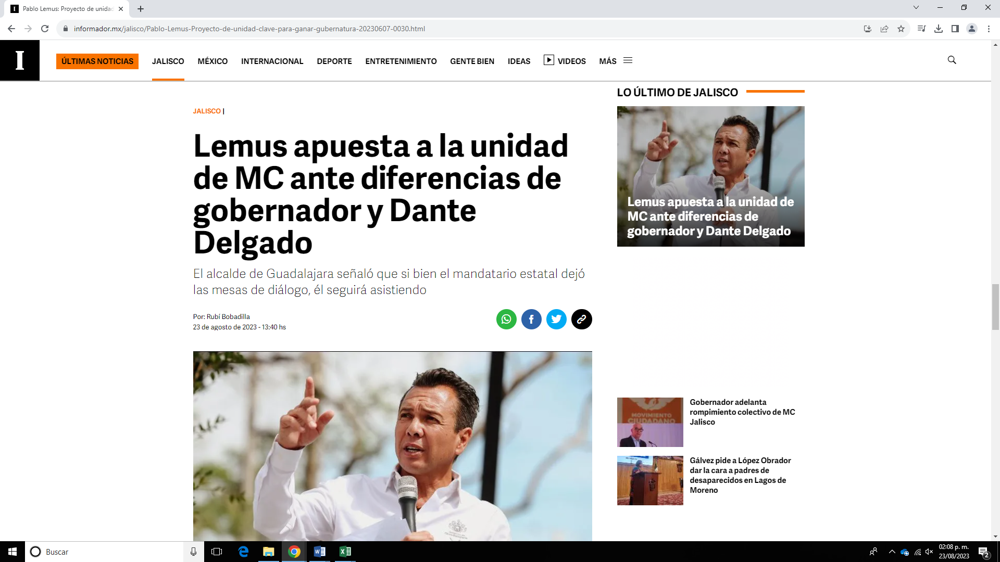 Pablo Lemus: Proyecto de unidad
informador.mx/jalisco/Pablo-Lemus-Proyecto-de-unidad-clave-para-ganar-gubernatura-20230607-0030.html
I
ÚLTIMAS NOTICIAS
JALISCO
MÉXICO
INTERNACIONAL
DEPORTE
ENTRETENIMIENTO
GENTE BIEN
IDEAS
VIDEOS
MÁS
JALISCO |
Lemus apuesta a la unidad
de MC ante diferencias de
gobernador y Dante
Delgado
El alcalde de Guadalajara señaló que si bien el mandatario estatal dejó
las mesas de diálogo, él seguirá asistiendo
Por: Rubí Bobadilla
23 de agosto de 2023 - 13:40 hs
LO ÚLTIMO DE JALISCO
Lemus apuesta a la unidad de
MC ante diferencias de
gobernador y Dante Delgado
MOVIMIENTO
CIUDADANO
Gobernador adelanta
rompimiento colectivo de MC
Jalisco
Gálvez pide a López Obrador
dar la cara a padres de
desaparecidos en Lagos de
Moreno
Buscar
02:08 p. m.
23/08/2023
2